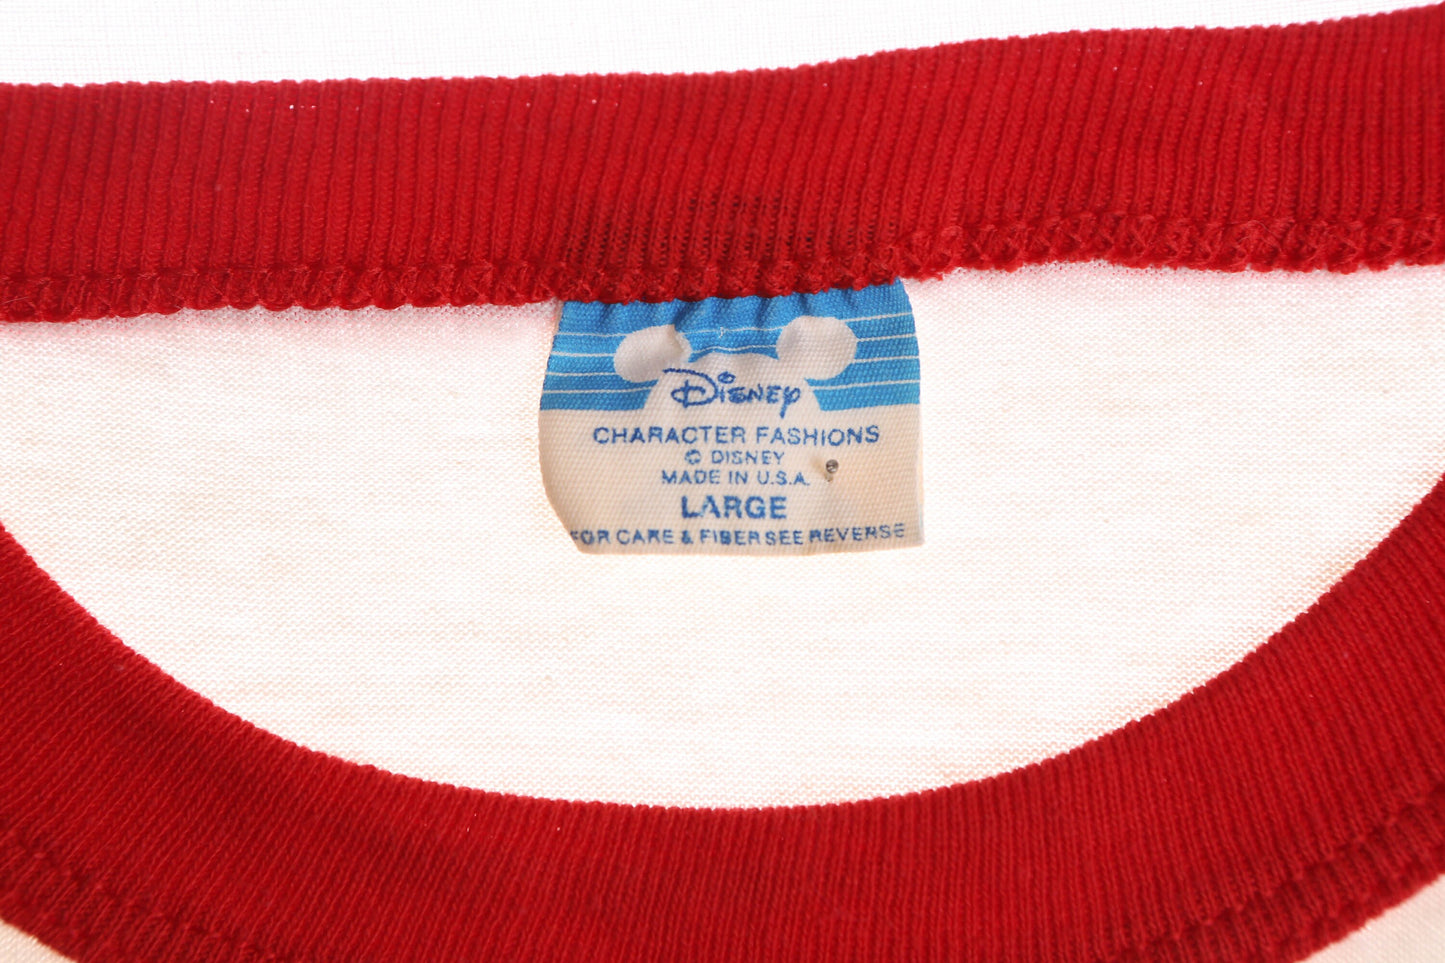 Disney
CHARACTER FASHIONS
© DISNEY
MADE IN U.S.A.
LARGE
FOR CARE & FIBER SEE REVERSE